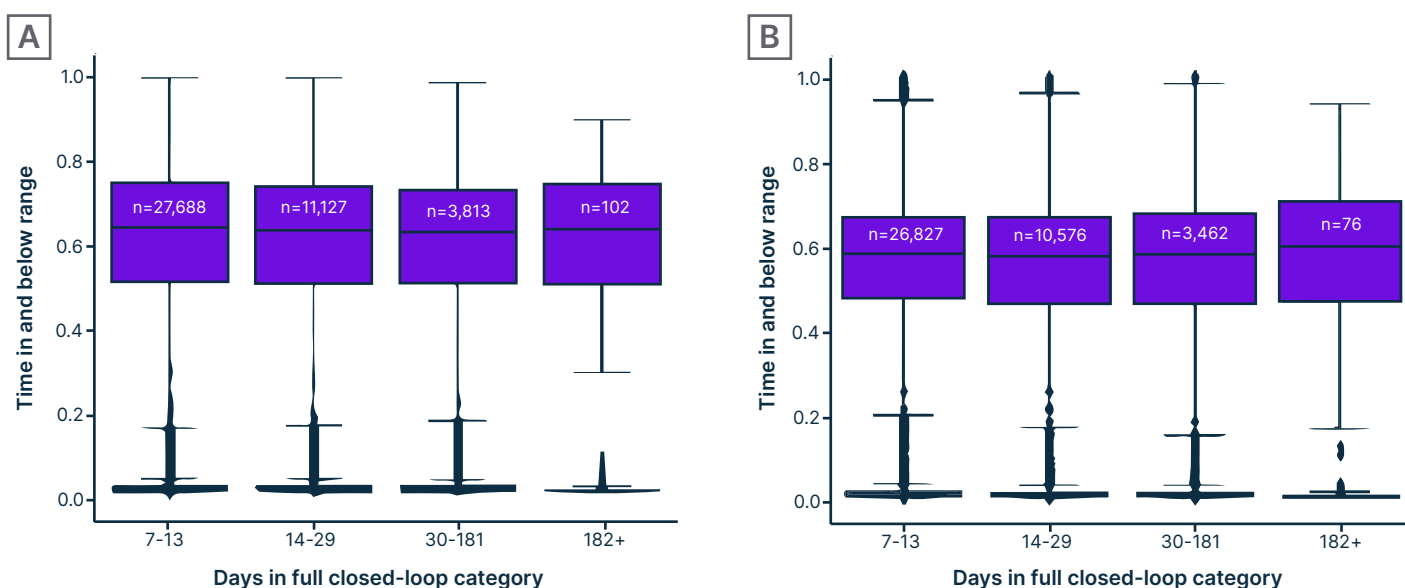 A
Time in and below range
1.0
0.8
0.6
0.4
0.2
0.0
n=27,688
n=11,127
n=3,813
n=102
7-13
14-29
30-181
182+
Days in full closed-loop category
B
Time in and below range
1.0
0.8
0.6
0.4
0.2
0.0
n=26,827
n=10,576
n=3,462
n=76
7-13
14-29
30-181
182+
Days in full closed-loop category